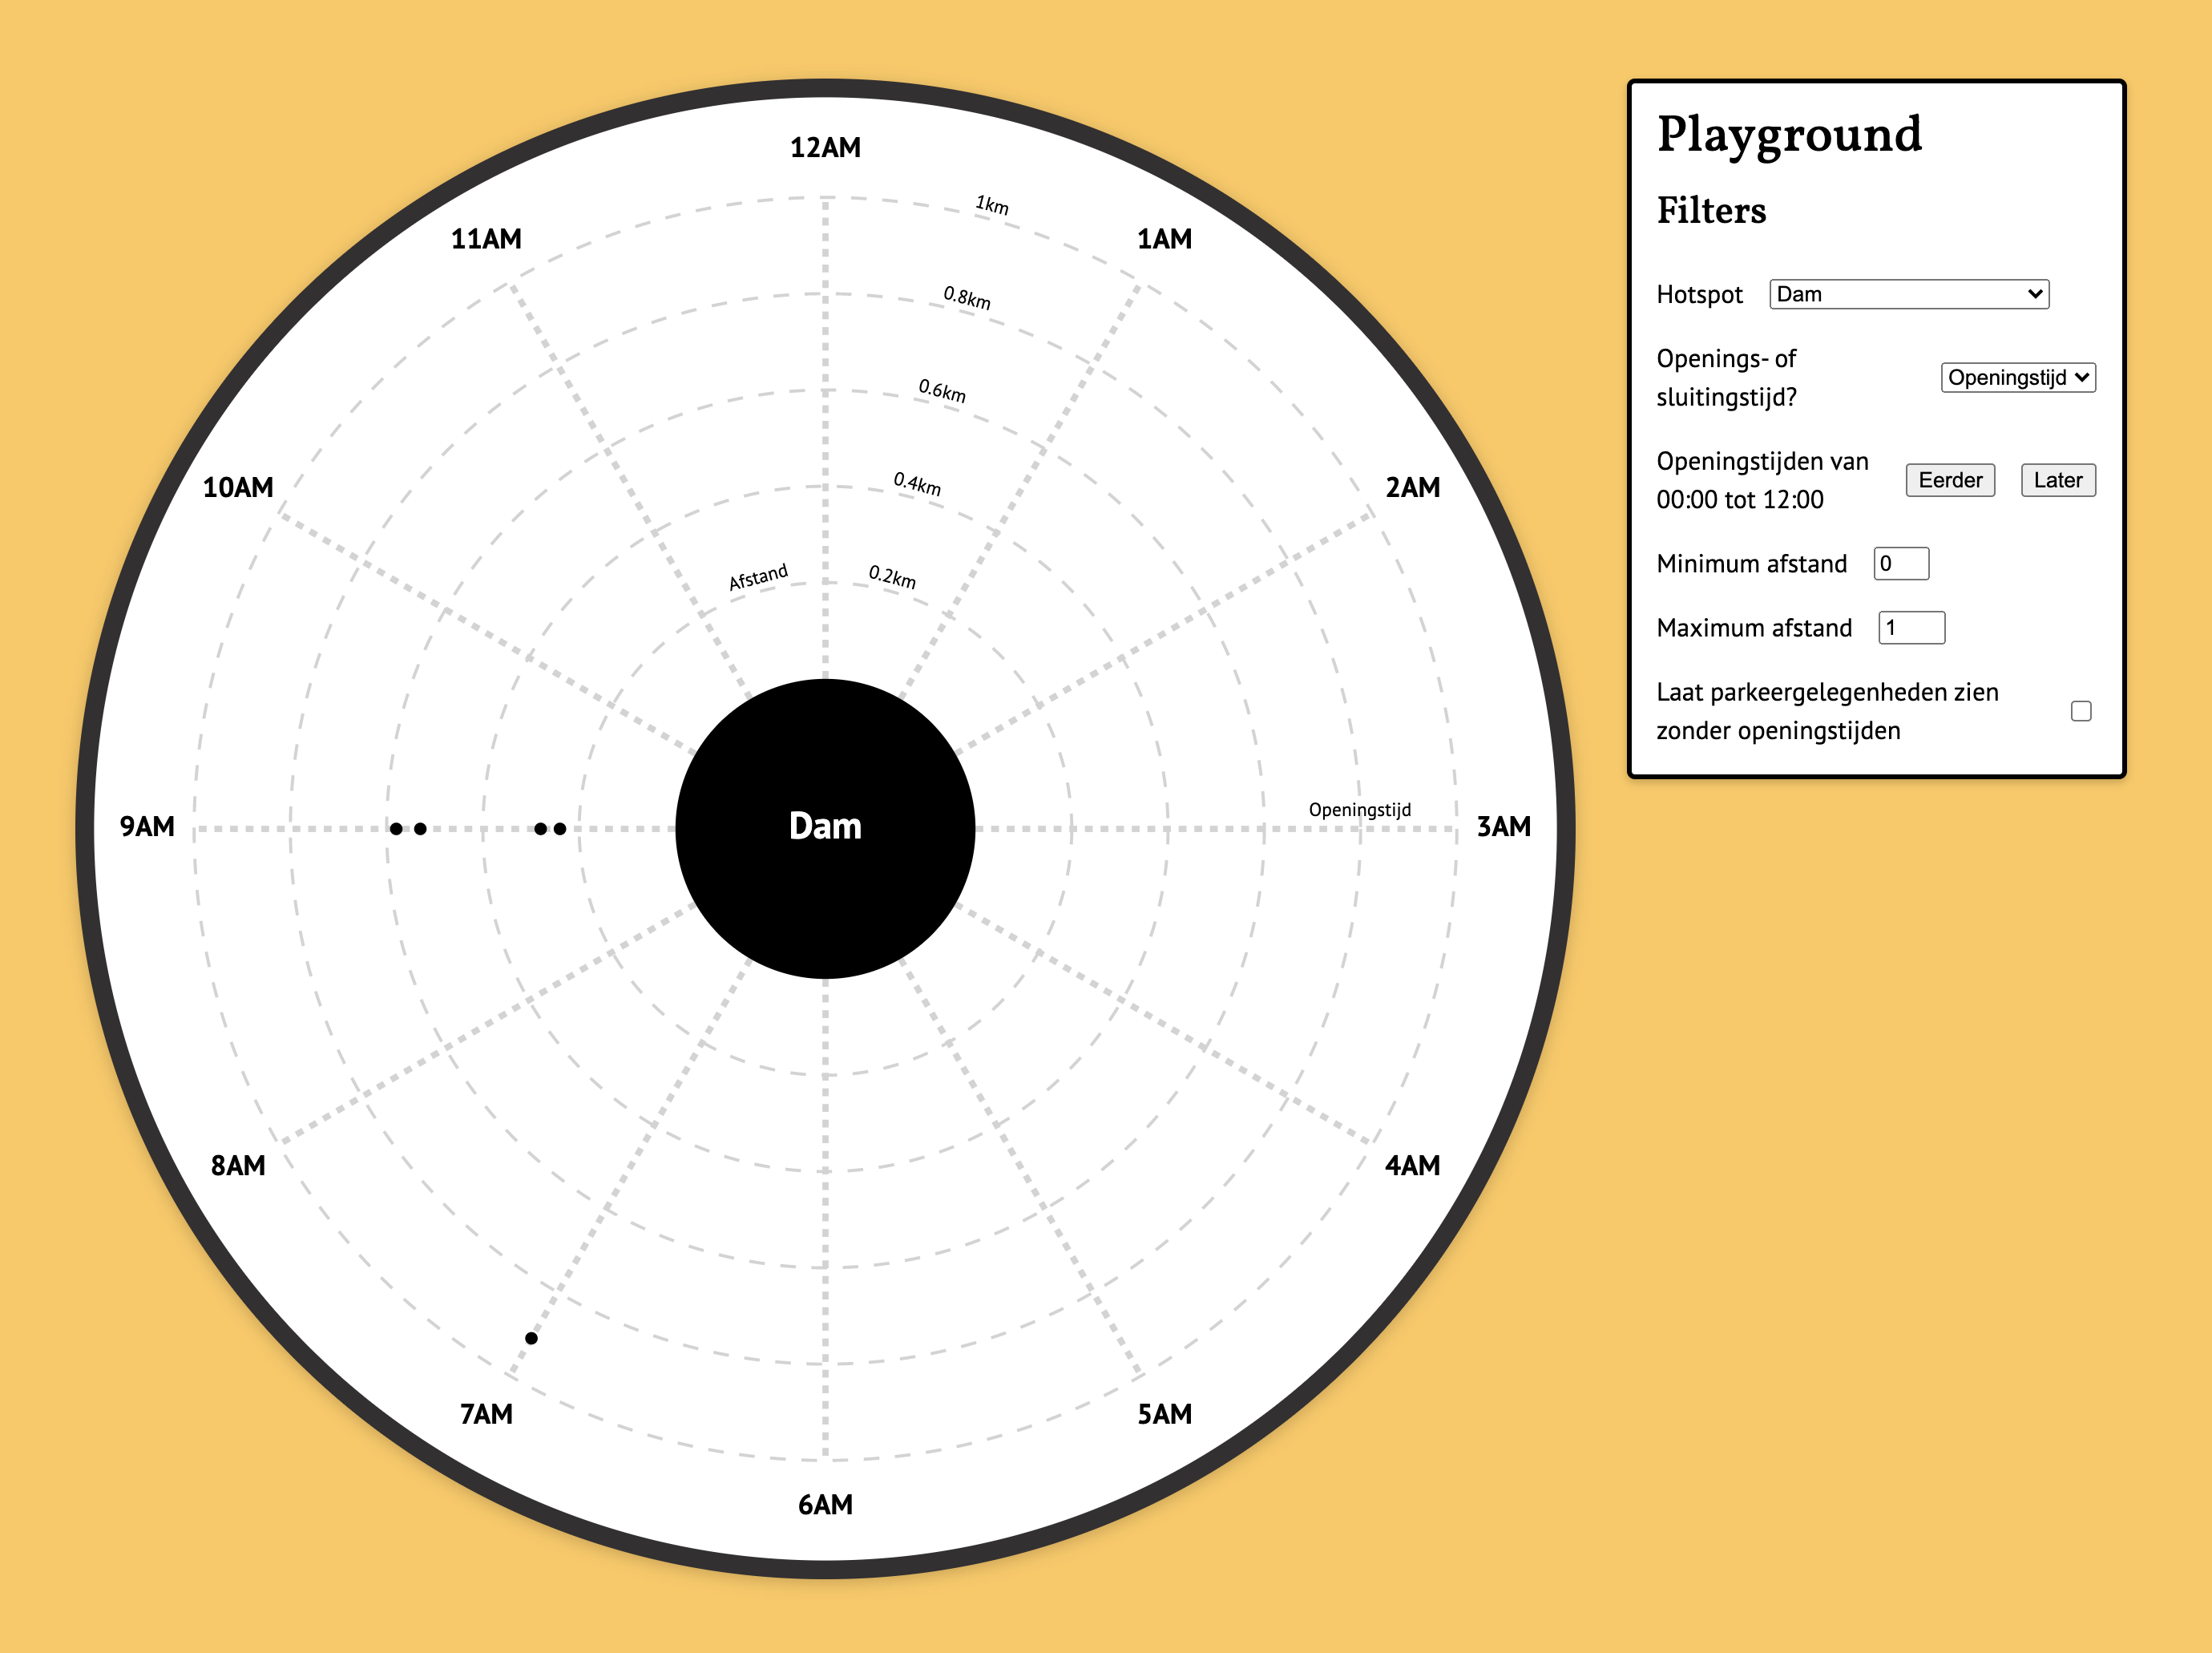 12AM
1km
11AM
1AM
0.8km
0.6km
10AM
0.4km
2AM
Afstand
0.2km
9AM
Dam
Openingstijd
3AM
8AM
4AM
7AM
5AM
6AM
Playground
Filters
Hotspot Dam
Openings- of
sluitingstijd?
Openingstijd
Openingstijden van
00:00 tot 12:00
Eerder Later
Minimum afstand 0
Maximum afstand 1
Laat parkeergelegenheden zien
zonder openingstijden